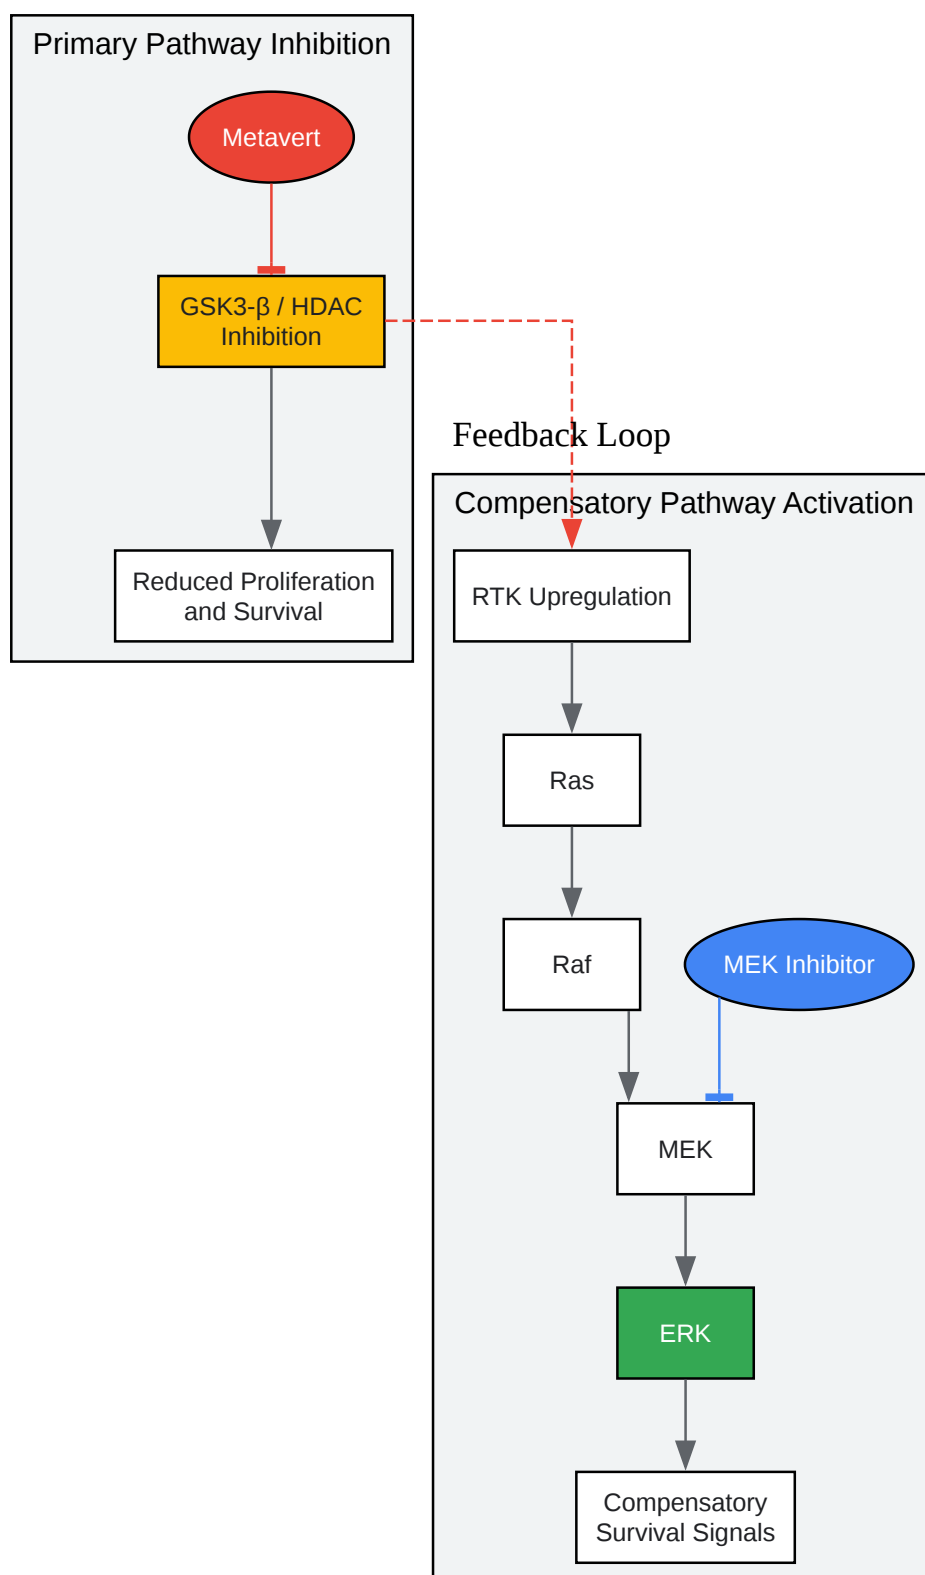 Primary Pathway Inhibition
Metavert
GSK3-β / HDAC
Inhibition
Feedback Loop
Compensatory Pathway Activation
Reduced Proliferation
and Survival
RTK Upregulation
Ras
Raf
MEK Inhibitor
MEK
ERK
Compensatory
Survival Signals